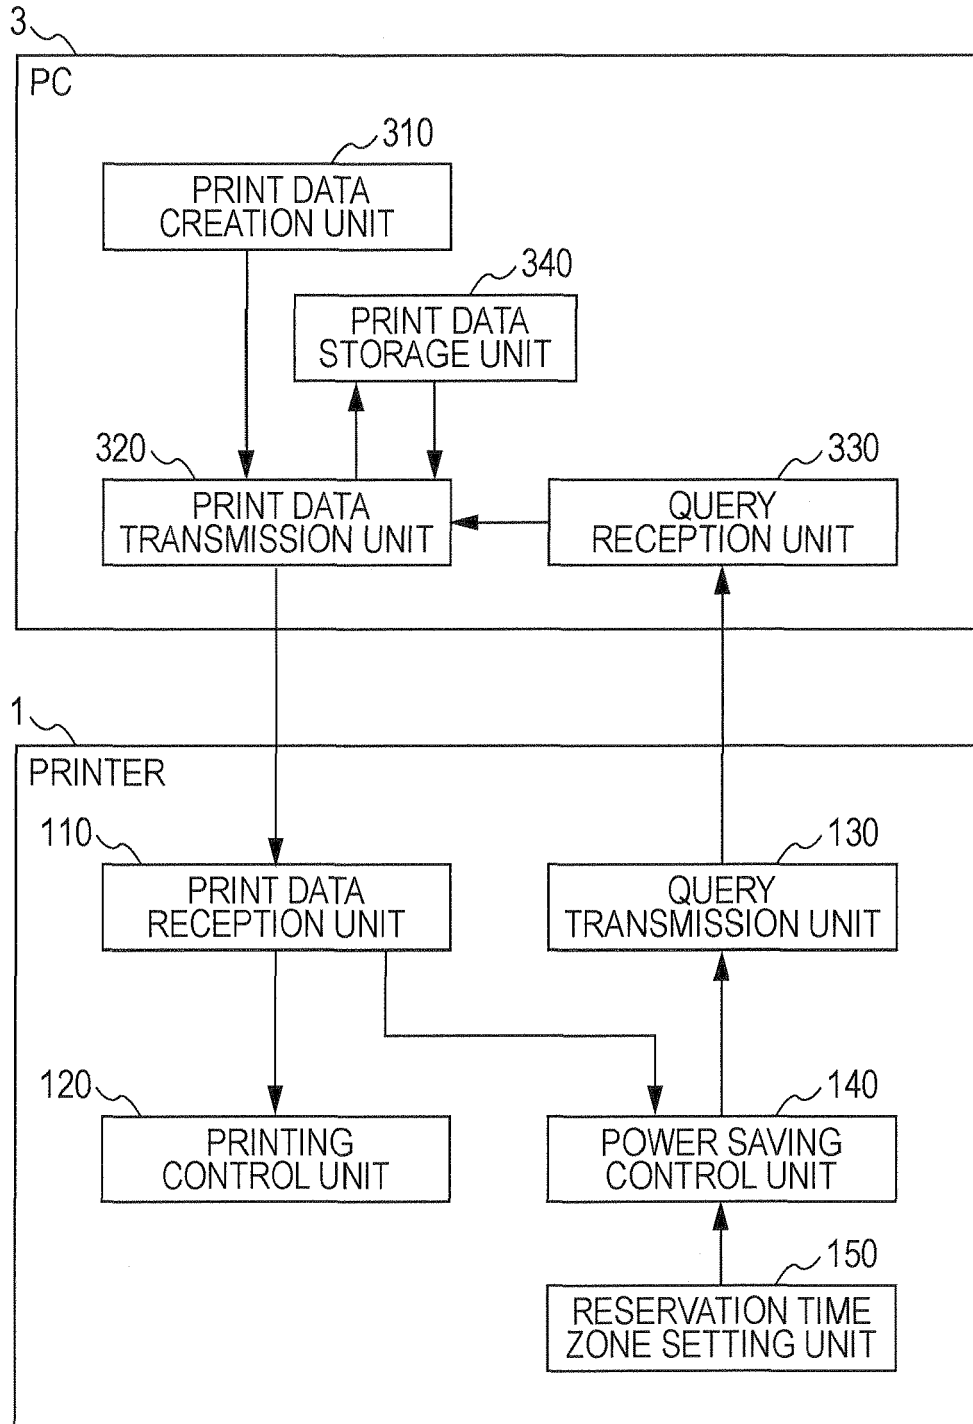 3
PC
310
PRINT DATA
CREATION UNIT
340
PRINT DATA
STORAGE UNIT
320
PRINT DATA
TRANSMISSION UNIT
330
QUERY
RECEPTION UNIT
1
PRINTER
110
PRINT DATA
RECEPTION UNIT
130
QUERY
TRANSMISSION UNIT
120
PRINTING
CONTROL UNIT
140
POWER SAVING
CONTROL UNIT
150
RESERVATION TIME
ZONE SETTING UNIT